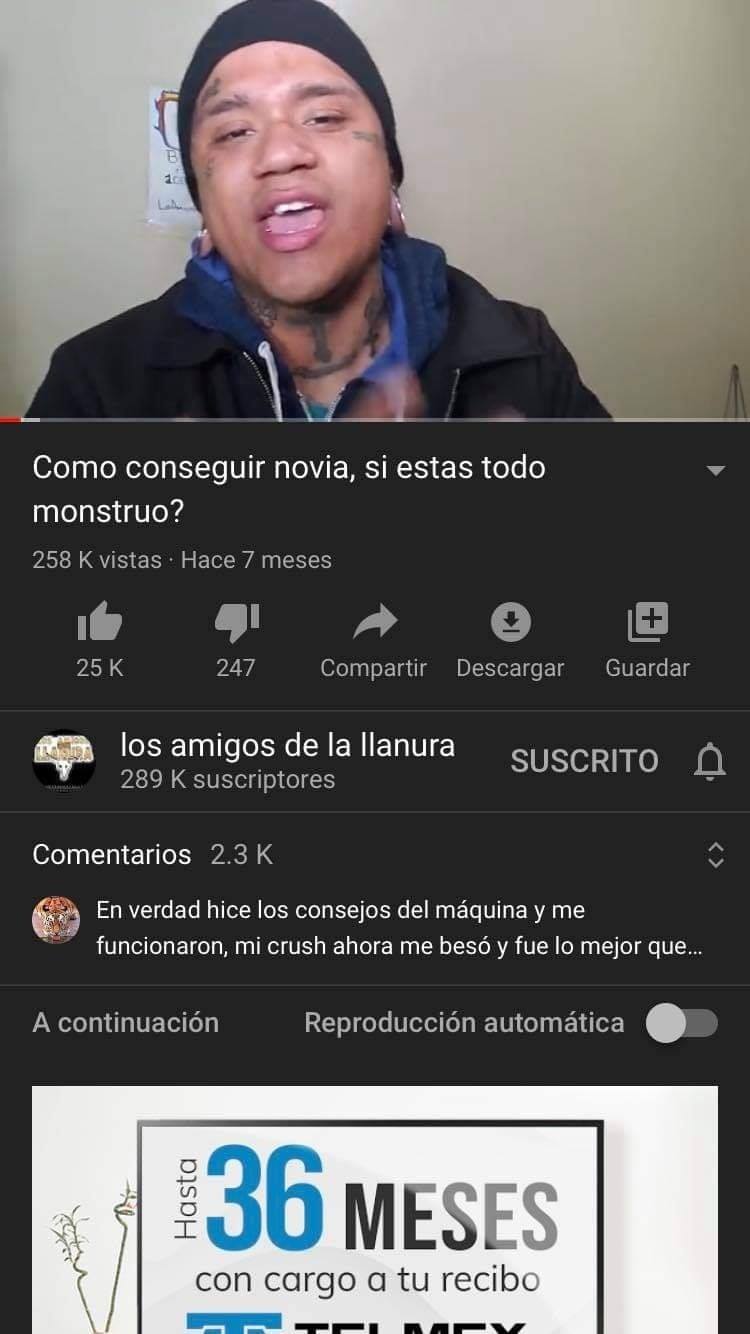 Como conseguir novia, si estas todo
monstruo?
258 K vistas · Hace 7 meses
25 K
247
Compartir
Descargar
Guardar
los amigos de la llanura
SUSCRITO
289 K suscriptores
Comentarios 2.3 K
En verdad hice los consejos del máquina y me
funcionaron, mi crush ahora me besó y fue lo mejor que...
A continuación
Reproducción automática
Hasta
36 MESES
con cargo a tu recibo
TELMEX